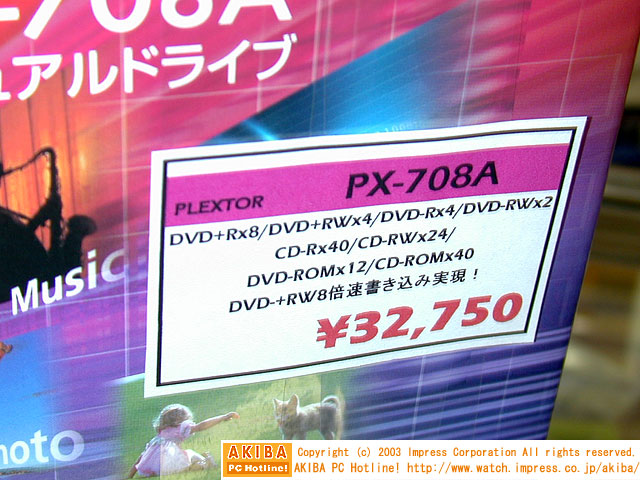 -708A
ュアルドライブ
PLEXTOR PX-708A
DVD+Rx8/DVD+RWx4/DVD-Rx4/DVD-RWx2
CD-Rx40/CD-RWx24/
DVD-ROMx12/CD-ROMx40
DVD-+RW8倍速書き込み実現！
¥32,750
Music
hoto
AKIBA
PC Hotline!
Copyright (c) 2003 Impress Corporation All rights reserved.
AKIBA PC Hotline! http://www.watch.impress.co.jp/akiba/